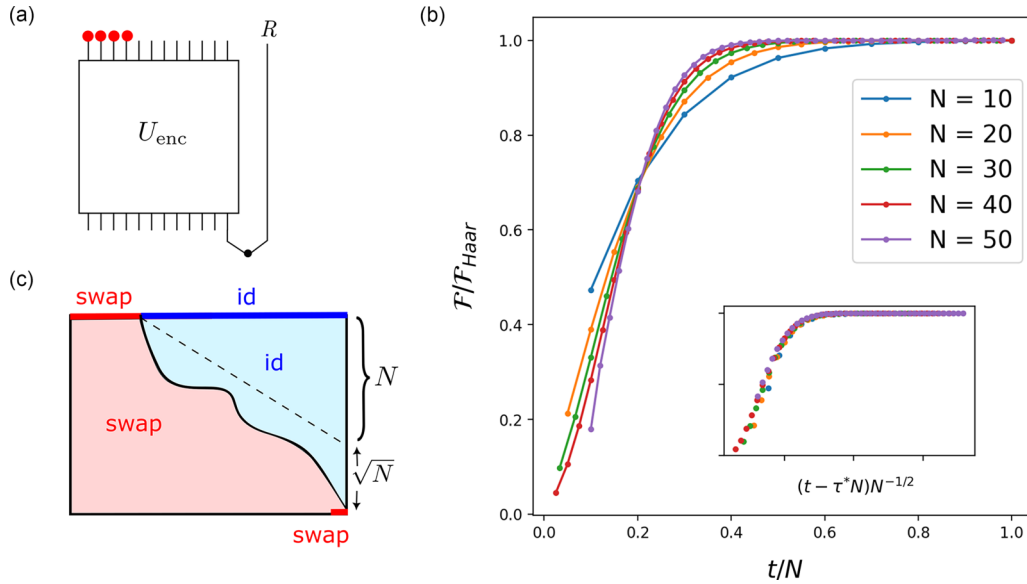 (a)
R
U_enc
(b)
1.0
0.8
0.6
0.4
0.2
0.0
0.0
0.2
0.4
0.6
0.8
1.0
F/F_Haar
t/N
N = 10
N = 20
N = 30
N = 40
N = 50
(t − τ*N)N^{-1/2}
(c)
swap
id
id
swap
N
√N
swap